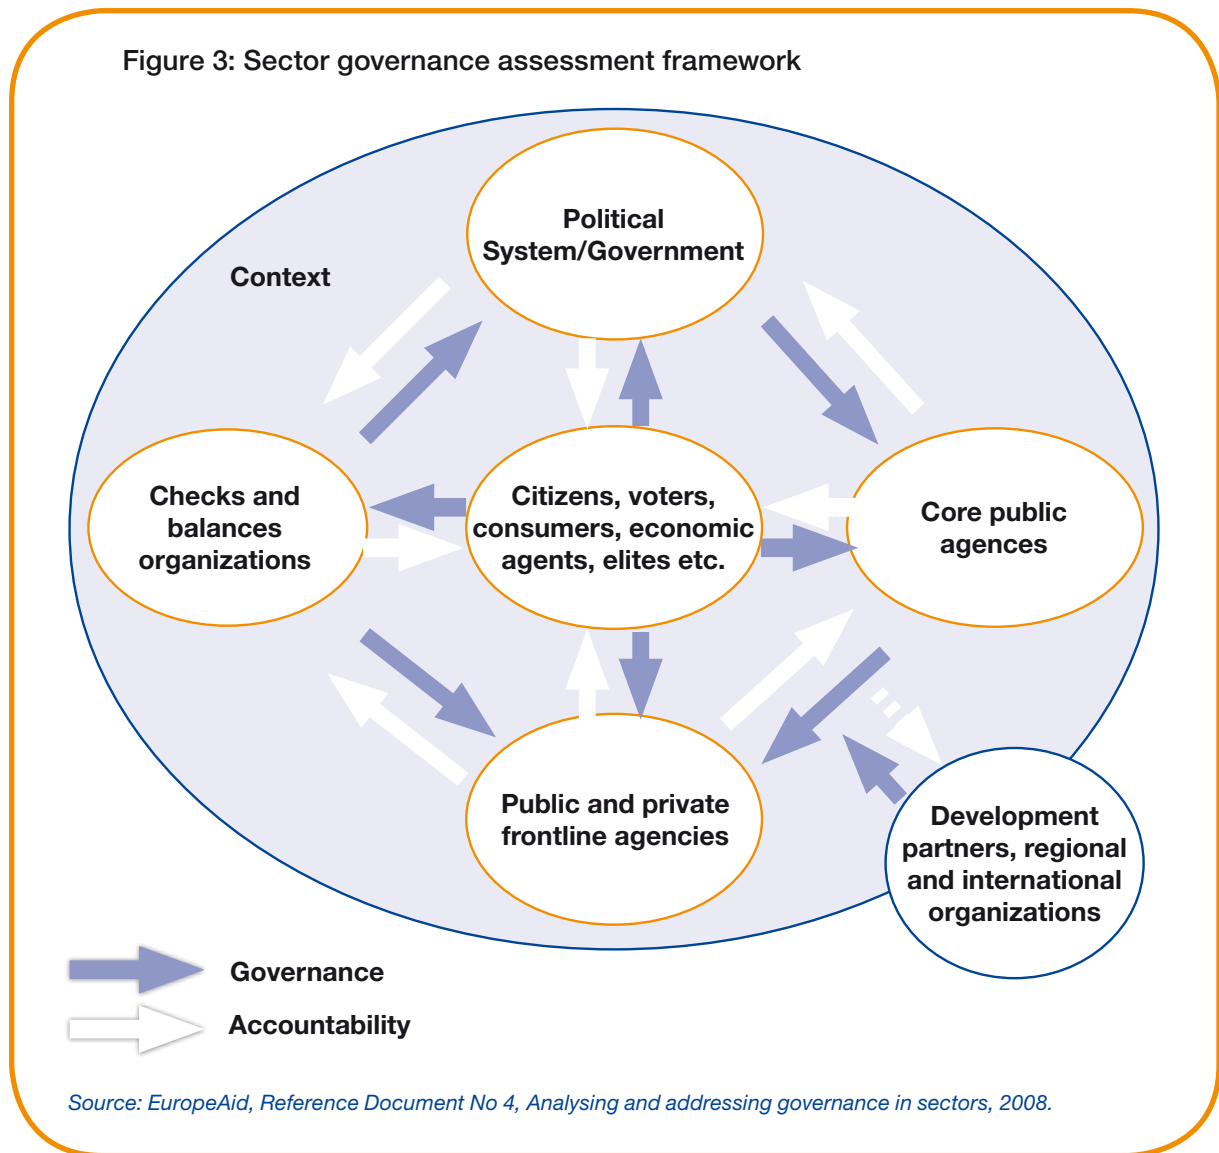 Figure 3: Sector governance assessment framework
Political
System/Government
Context
Checks and
balances
organizations
Citizens, voters,
consumers, economic
agents, elites etc.
Core public
agences
Public and private
frontline agencies
Development
partners, regional
and international
organizations
Governance
Accountability
Source: EuropeAid, Reference Document No 4, Analysing and addressing governance in sectors, 2008.